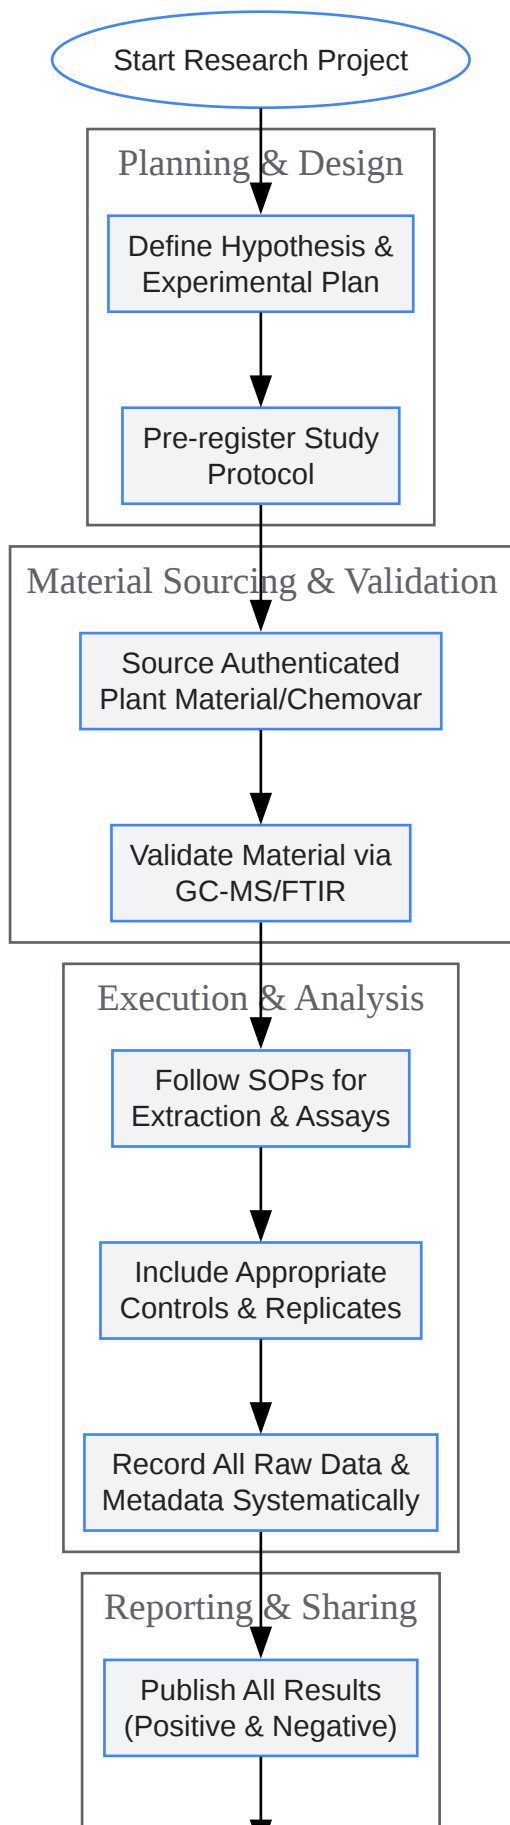 Start Research Project
Planning & Design
Define Hypothesis &
Experimental Plan
Pre-register Study
Protocol
Material Sourcing & Validation
Source Authenticated
Plant Material/Chemovar
Validate Material via
GC-MS/FTIR
Execution & Analysis
Follow SOPs for
Extraction & Assays
Include Appropriate
Controls & Replicates
Record All Raw Data &
Metadata Systematically
Reporting & Sharing
Publish All Results
(Positive & Negative)